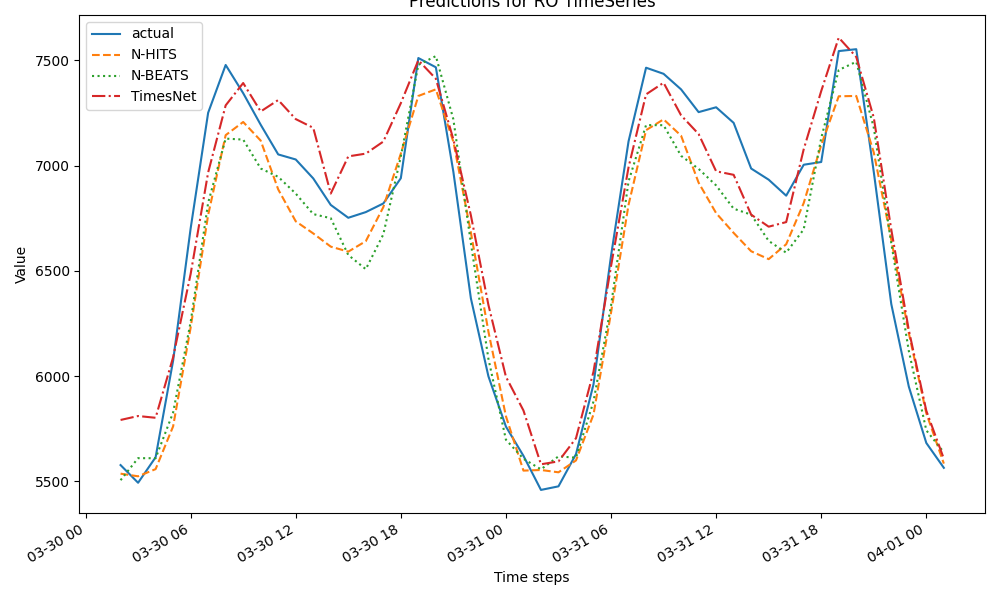 Predictions for RO TimeSeries
actual
N-HITS
N-BEATS
TimesNet
Value
7500
7000
6500
6000
5500
03-30 00
03-30 06
03-30 12
03-30 18
03-31 00
03-31 06
03-31 12
03-31 18
04-01 00
Time steps